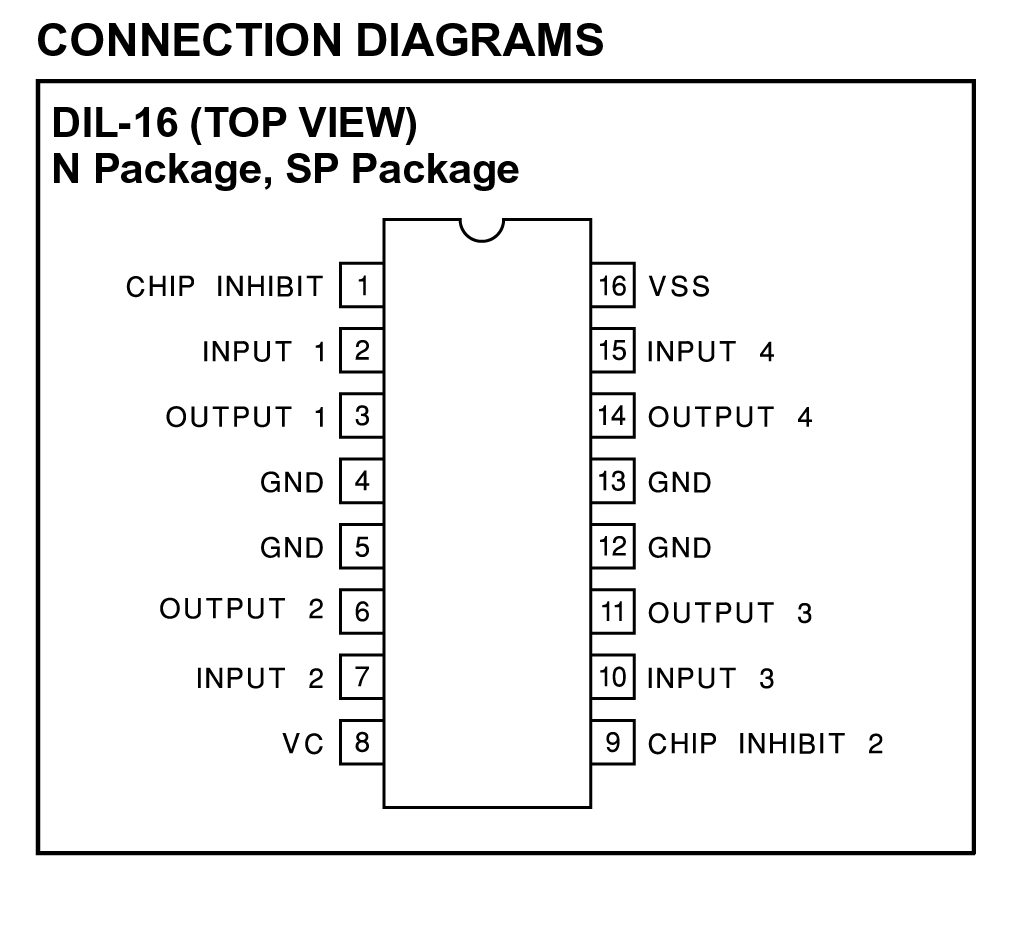 CONNECTION DIAGRAMS
DIL-16 (TOP VIEW)
N Package, SP Package
CHIP INHIBIT 1 16 VSS
INPUT 1 2 15 INPUT 4
OUTPUT 1 3 14 OUTPUT 4
GND 4 13 GND
GND 5 12 GND
OUTPUT 2 6 11 OUTPUT 3
INPUT 2 7 10 INPUT 3
VC 8 9 CHIP INHIBIT 2